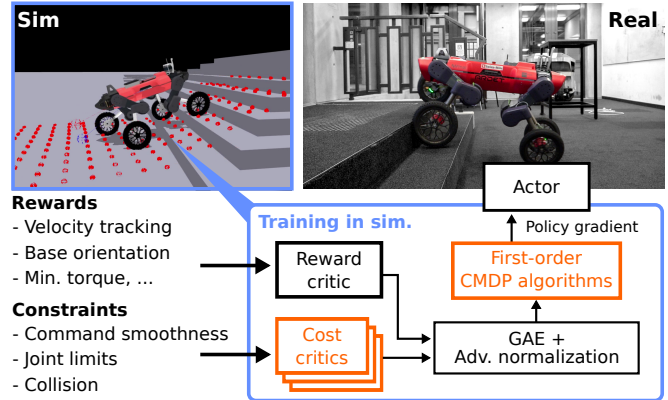 Sim
Real
Rewards
- Velocity tracking
- Base orientation
- Min. torque, ...
Constraints
- Command smoothness
- Joint limits
- Collision
Training in sim.
Reward
critic
Cost
critics
Actor
Policy gradient
First-order
CMDP algorithms
GAE +
Adv. normalization